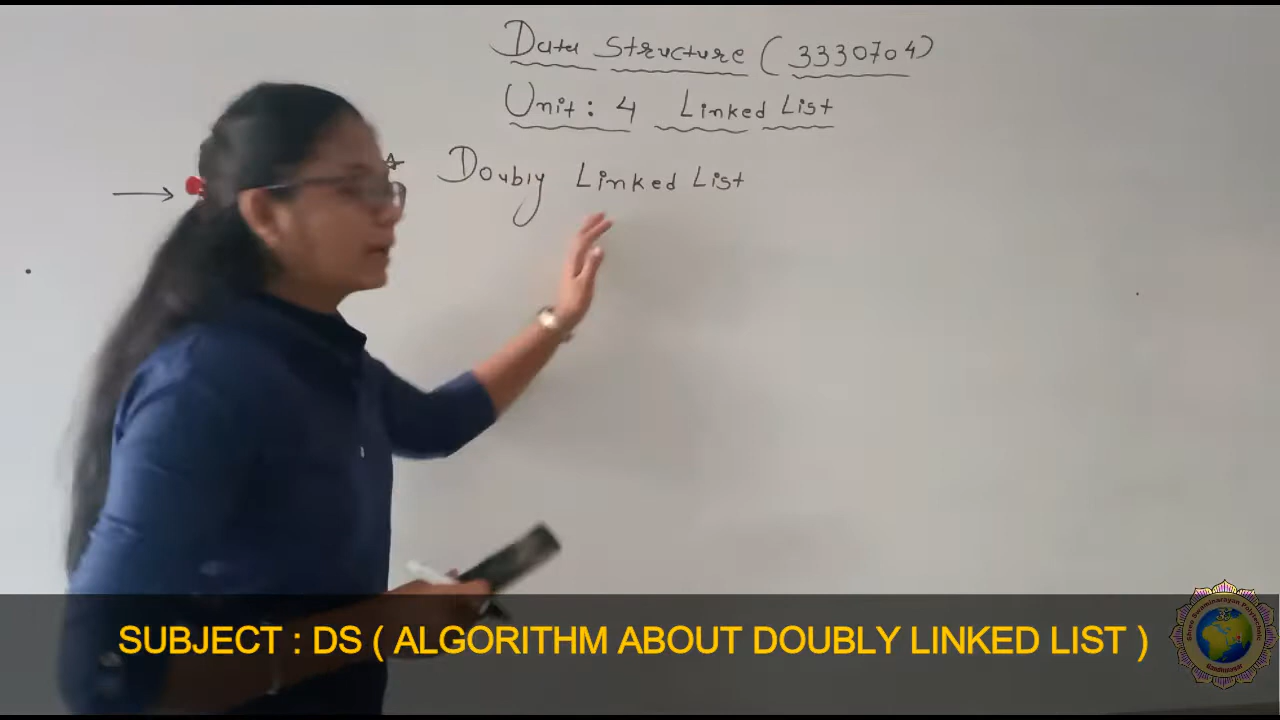 Data Structure (3330704)
Unit: 4 Linked List
Doubly Linked List
SUBJECT : DS ( ALGORITHM ABOUT DOUBLY LINKED LIST )